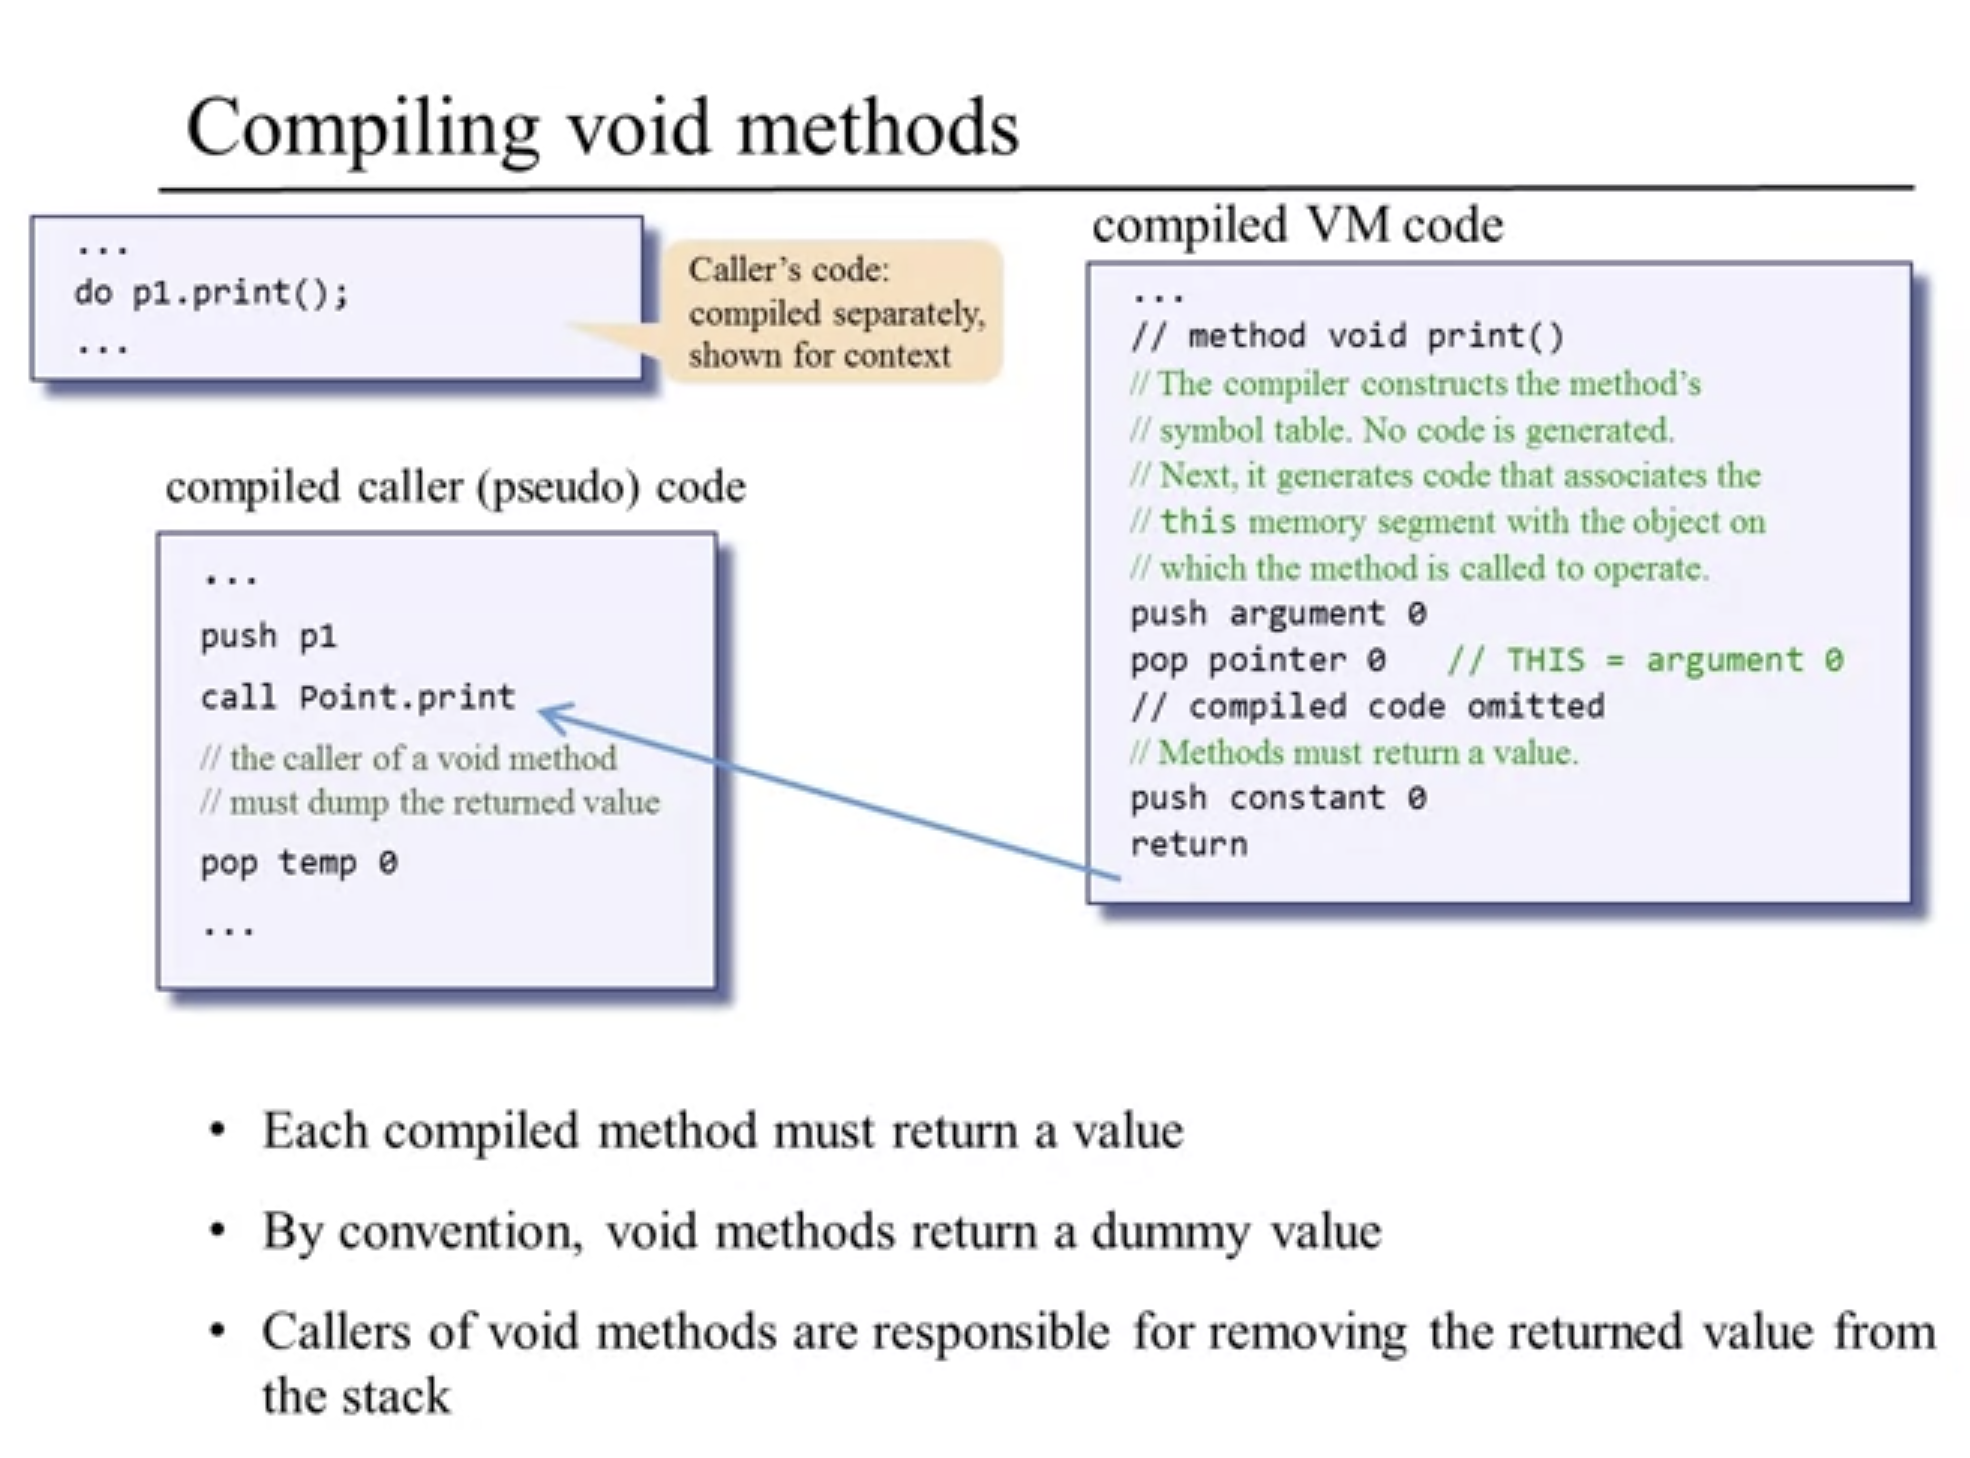 Compiling void methods
...
do p1.print();
...
Caller's code:
compiled separately,
shown for context
compiled caller (pseudo) code
...
push p1
call Point.print
// the caller of a void method
// must dump the returned value
pop temp 0
...
compiled VM code
...
// method void print()
// The compiler constructs the method's
// symbol table. No code is generated.
// Next, it generates code that associates the
// this memory segment with the object on
// which the method is called to operate.
push argument 0
pop pointer 0 // THIS = argument 0
// compiled code omitted
// Methods must return a value.
push constant 0
return
• Each compiled method must return a value
• By convention, void methods return a dummy value
• Callers of void methods are responsible for removing the returned value from
the stack